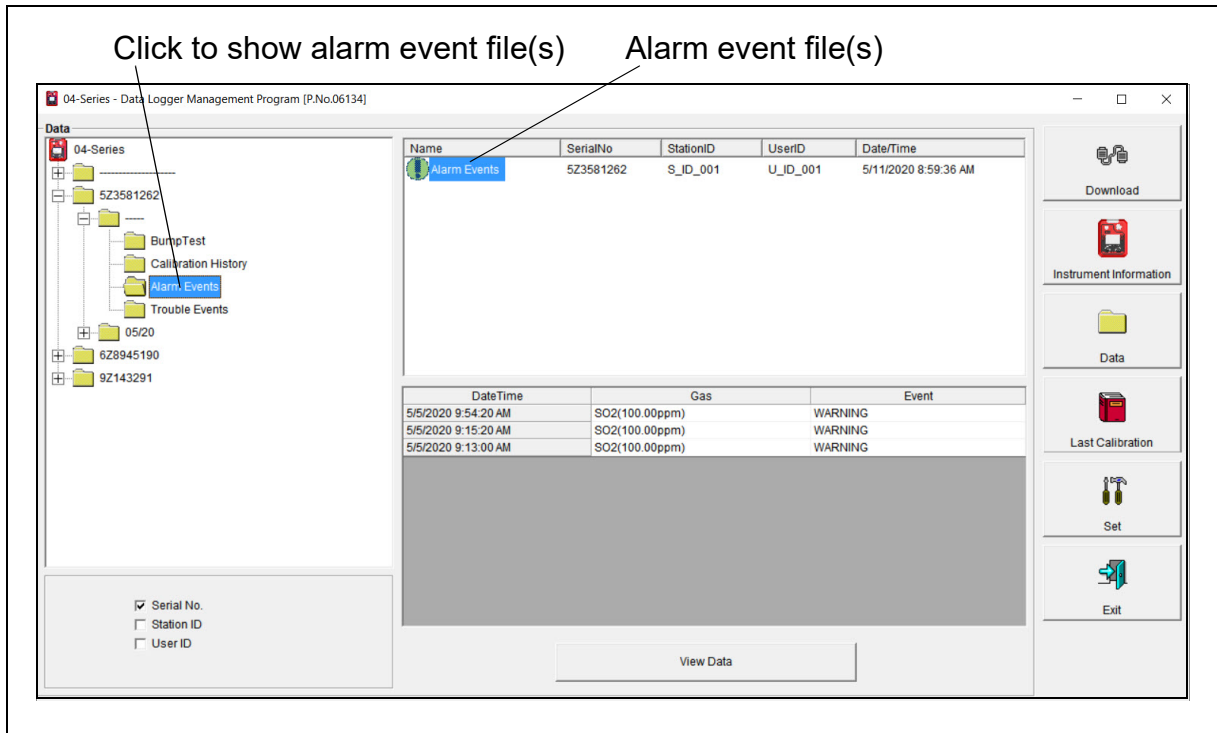 Click to show alarm event file(s) Alarm event file(s)
04-Series - Data Logger Management Program [P.No.06134]
Data
04-Series
--------------------
5Z3581262
-----
BumpTest
Calibration History
Alarm Events
Trouble Events
05/20
6Z8945190
9Z143291
Serial No.
Station ID
User ID
Name SerialNo StationID UserID Date/Time
Alarm Events 5Z3581262 S_ID_001 U_ID_001 5/11/2020 8:59:36 AM
DateTime Gas Event
5/5/2020 9:54:20 AM SO2(100.00ppm) WARNING
5/5/2020 9:15:20 AM SO2(100.00ppm) WARNING
5/5/2020 9:13:00 AM SO2(100.00ppm) WARNING
View Data
Download
Instrument Information
Data
Last Calibration
Set
Exit